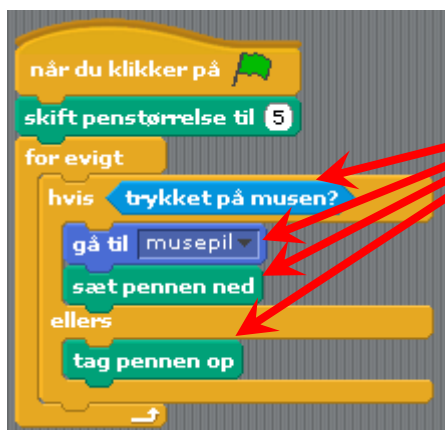 når du klikker på
skift penstørrelse til 5
for evigt
hvis trykket på musen?
gå til musepil
sæt pennen ned
ellers
tag pennen op